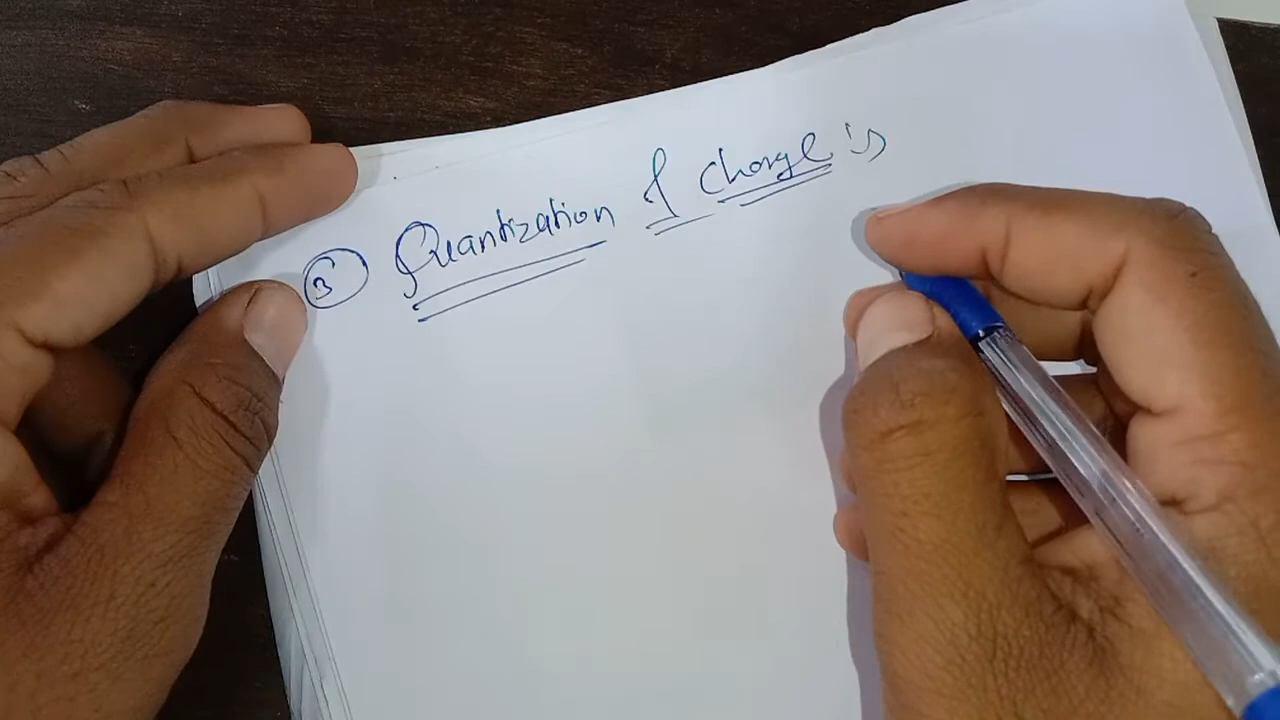 ③ Quantization of Charge is